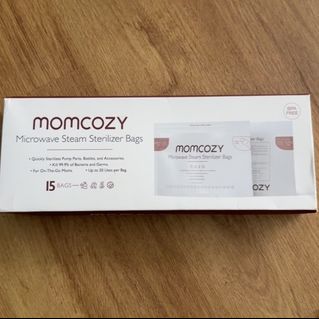 momcozy
Microwave Steam Sterilizer Bags
• Quickly Sterilizes Pump Parts, Bottles, and Accessories.
• Kill 99.9% of Bacteria and Germs.
• For On-The-Go Moms. • Up to 20 Uses per Bag.
15 BAGS
BPA
FREE
momcozy
Microwave Steam Sterilizer Bags
momcozy